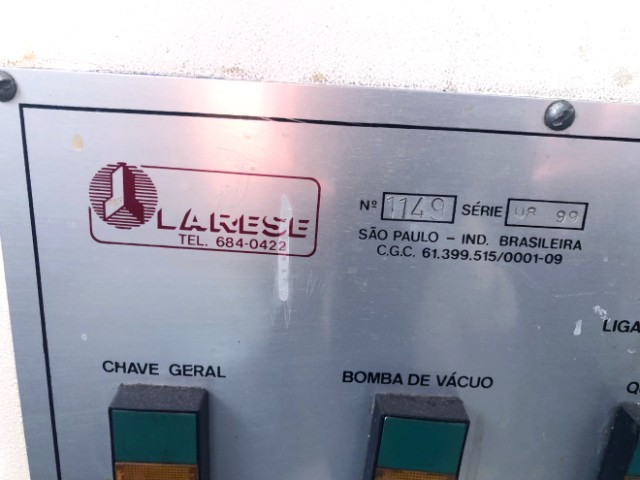 LARESE
TEL. 684-0422
Nº 1149 SÉRIE 99
SÃO PAULO – IND. BRASILEIRA
C.G.C. 61.399.515/0001-09
LIGA
CHAVE GERAL
BOMBA DE VÁCUO